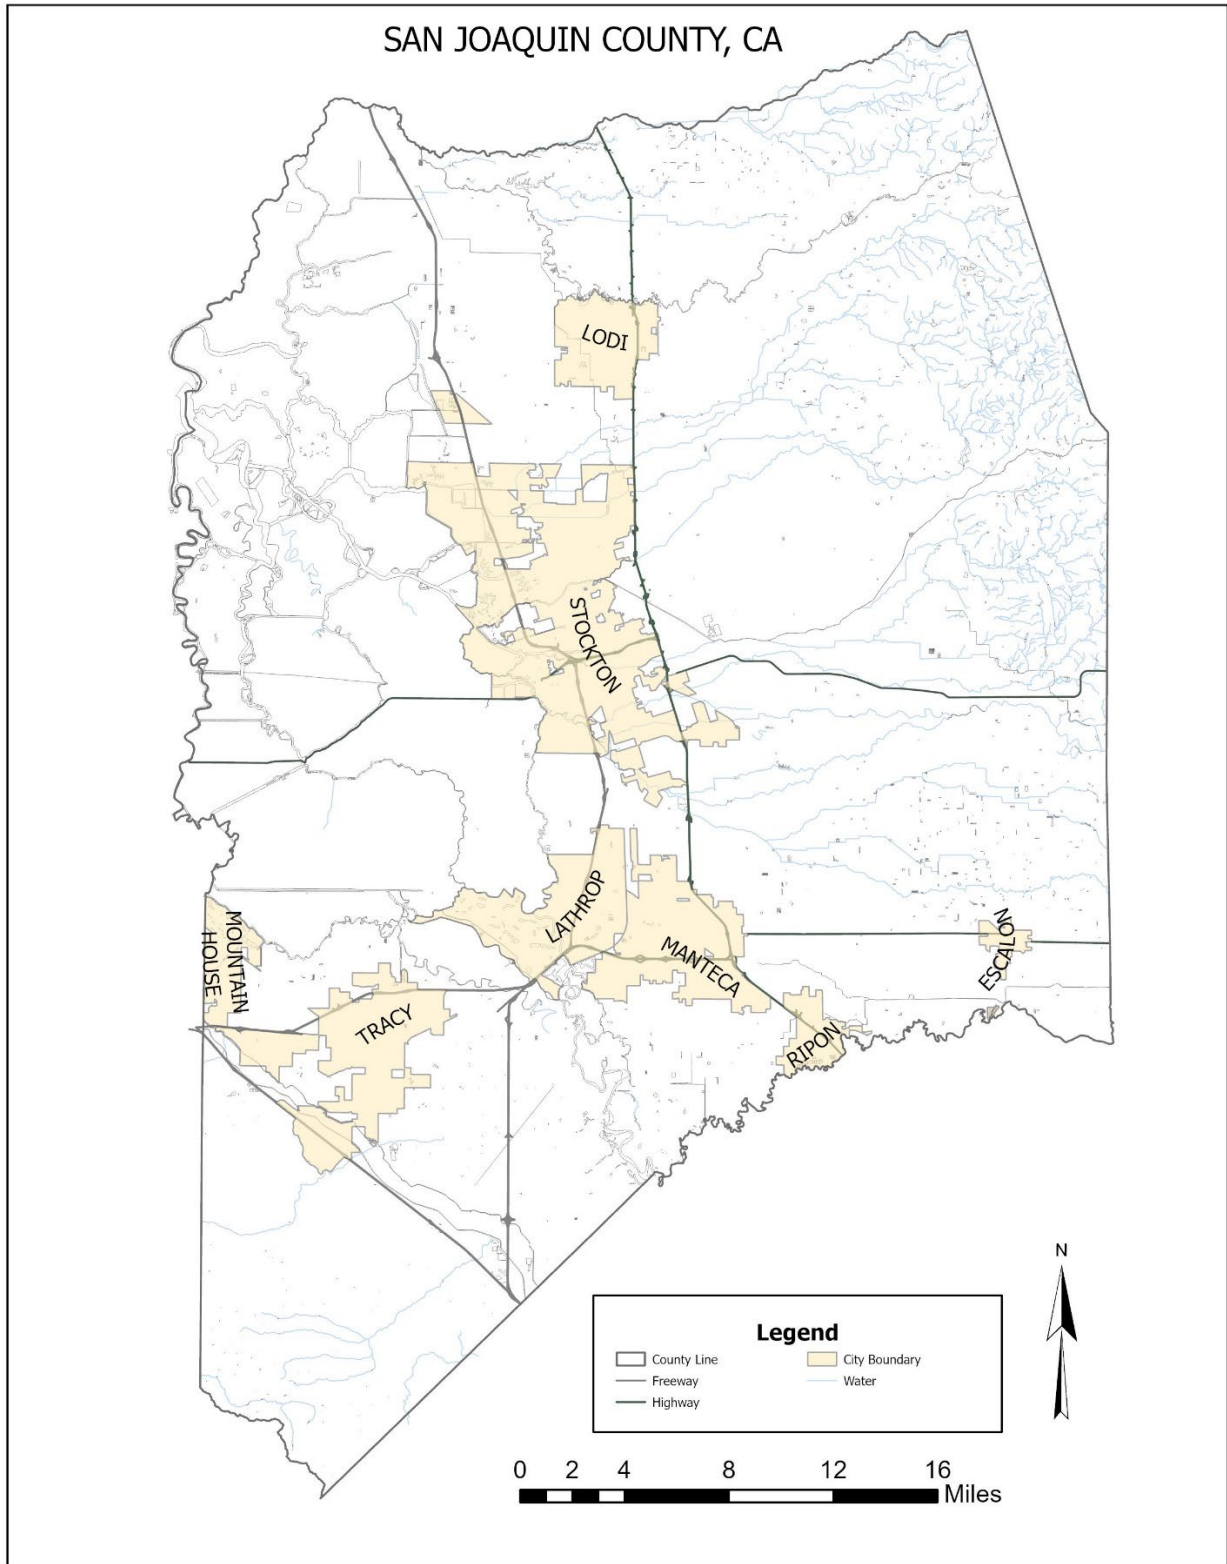 SAN JOAQUIN COUNTY, CA
LODI
STOCKTON
LATHROP
MOUNTAIN
HOUSE
MANTECA
ESCALON
TRACY
RIPON
N
Legend
County Line
City Boundary
Freeway
Water
Highway
0 2 4 8 12 16
Miles